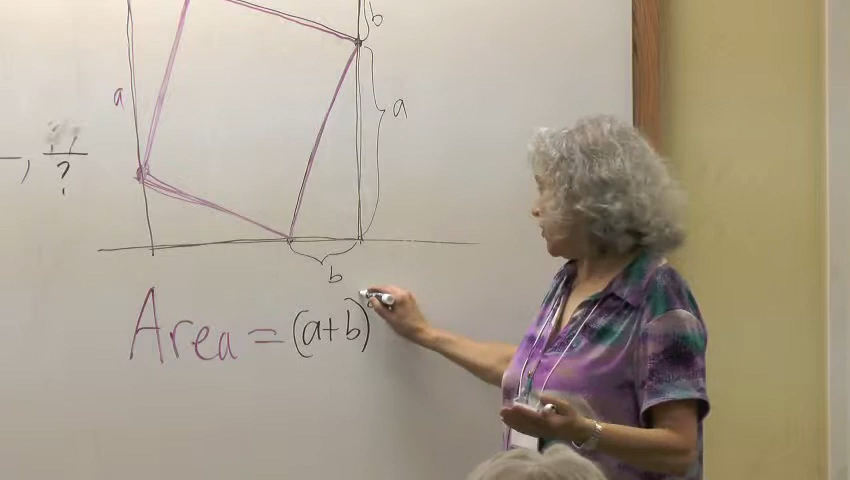 b
a
a
—, ??/?
b
Area = (a+b)